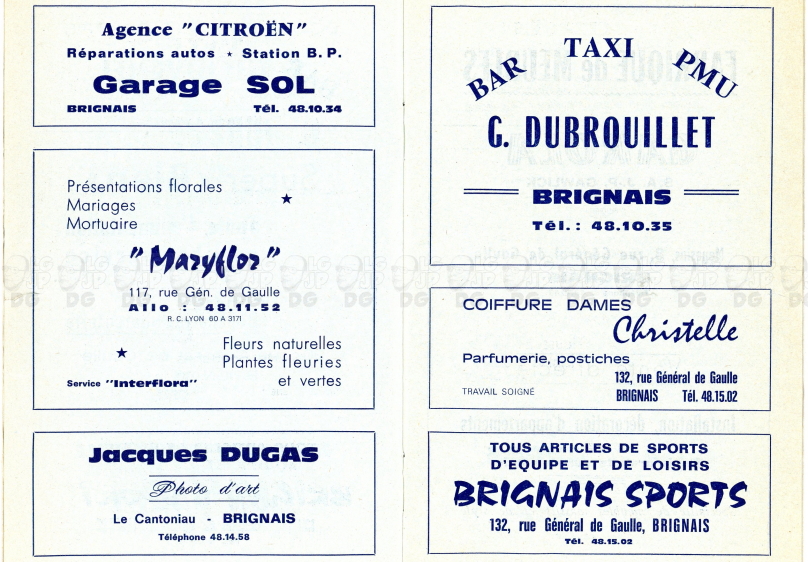 Agence "CITROËN"
Réparations autos ★ Station B. P.
Garage SOL
BRIGNAIS Tél. 48.10.34
Présentations florales
Mariages
Mortuaire
"Maryflor"
117, rue Gén. de Gaulle
Allo : 48.11.52
R. C. LYON 60 A 3171
Fleurs naturelles
Plantes fleuries
et vertes
Service "Interflora"
Jacques DUGAS
Photo d'art
Le Cantoniau - BRIGNAIS
Téléphone 48.14.58
BAR TAXI PMU
G. DUBROUILLET
BRIGNAIS
Tél. : 48.10.35
COIFFURE DAMES
Christelle
Parfumerie, postiches
132, rue Général de Gaulle
TRAVAIL SOIGNÉ BRIGNAIS Tél. 48.15.02
TOUS ARTICLES DE SPORTS
D'EQUIPE ET DE LOISIRS
BRIGNAIS SPORTS
132, rue Général de Gaulle, BRIGNAIS
Tél. 48.15.02